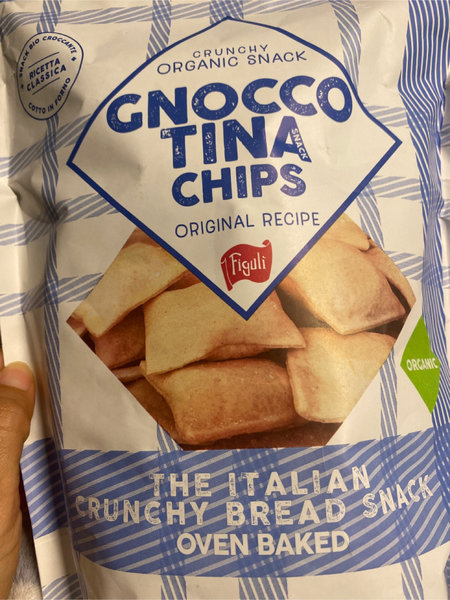 SNACK BIO CROCCANTE
RICETTA
CLASSICA
COTTO IN FORNO
CRUNCHY
ORGANIC SNACK
GNOCCO
TINA
SNACK
CHIPS
ORIGINAL RECIPE
Figuli
ORGANIC
THE ITALIAN
CRUNCHY BREAD SNACK
OVEN BAKED